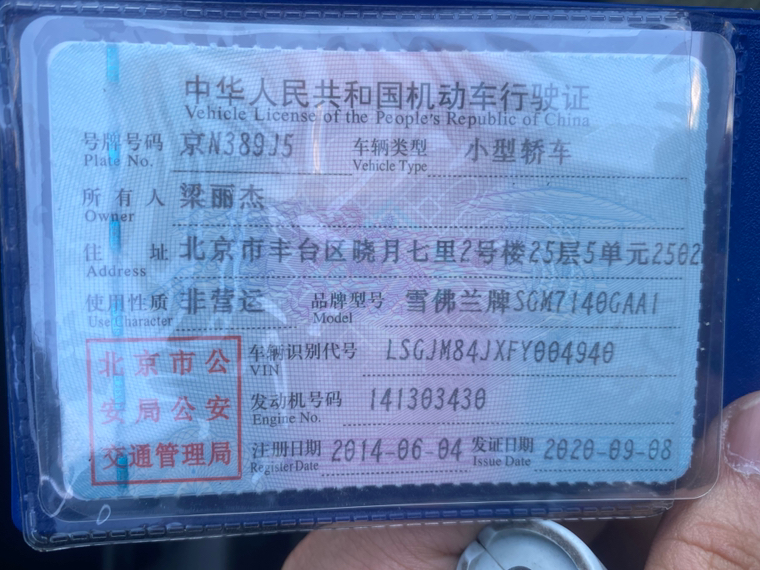 中华人民共和国机动车行驶证
Vehicle License of the People's Republic of China
号牌号码 京N389J5 车辆类型 小型轿车
Plate No. Vehicle Type
所有人 梁丽杰
Owner
住址 北京市丰台区晓月七里2号楼25层5单元2502
Address
使用性质 非营运 品牌型号 雪佛兰牌SGM7140GAA1
Use Character Model
北京市公安局公安交通管理局
车辆识别代号 LSGJM84JXFY004940
VIN
发动机号码 141303430
Engine No.
注册日期 2014-06-04 发证日期 2020-09-08
Register Date Issue Date